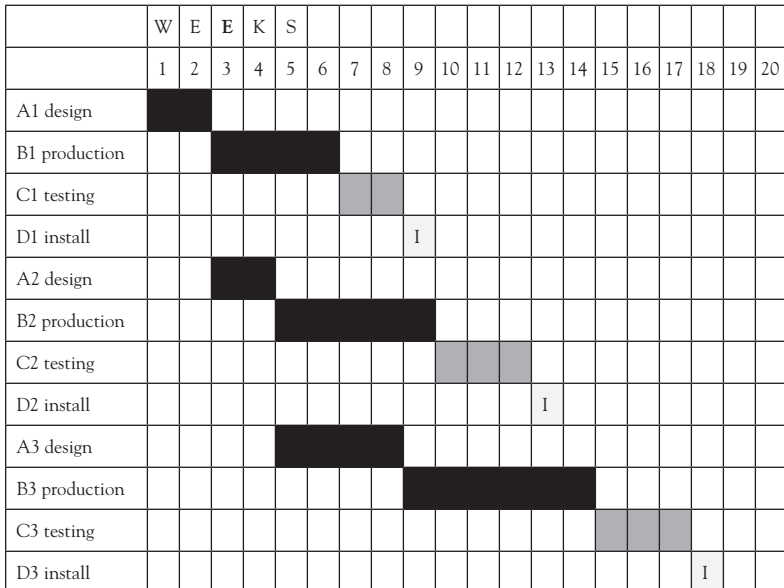 W E E K S
1 2 3 4 5 6 7 8 9 10 11 12 13 14 15 16 17 18 19 20
A1 design
B1 production
C1 testing
D1 install I
A2 design
B2 production
C2 testing
D2 install I
A3 design
B3 production
C3 testing
D3 install I